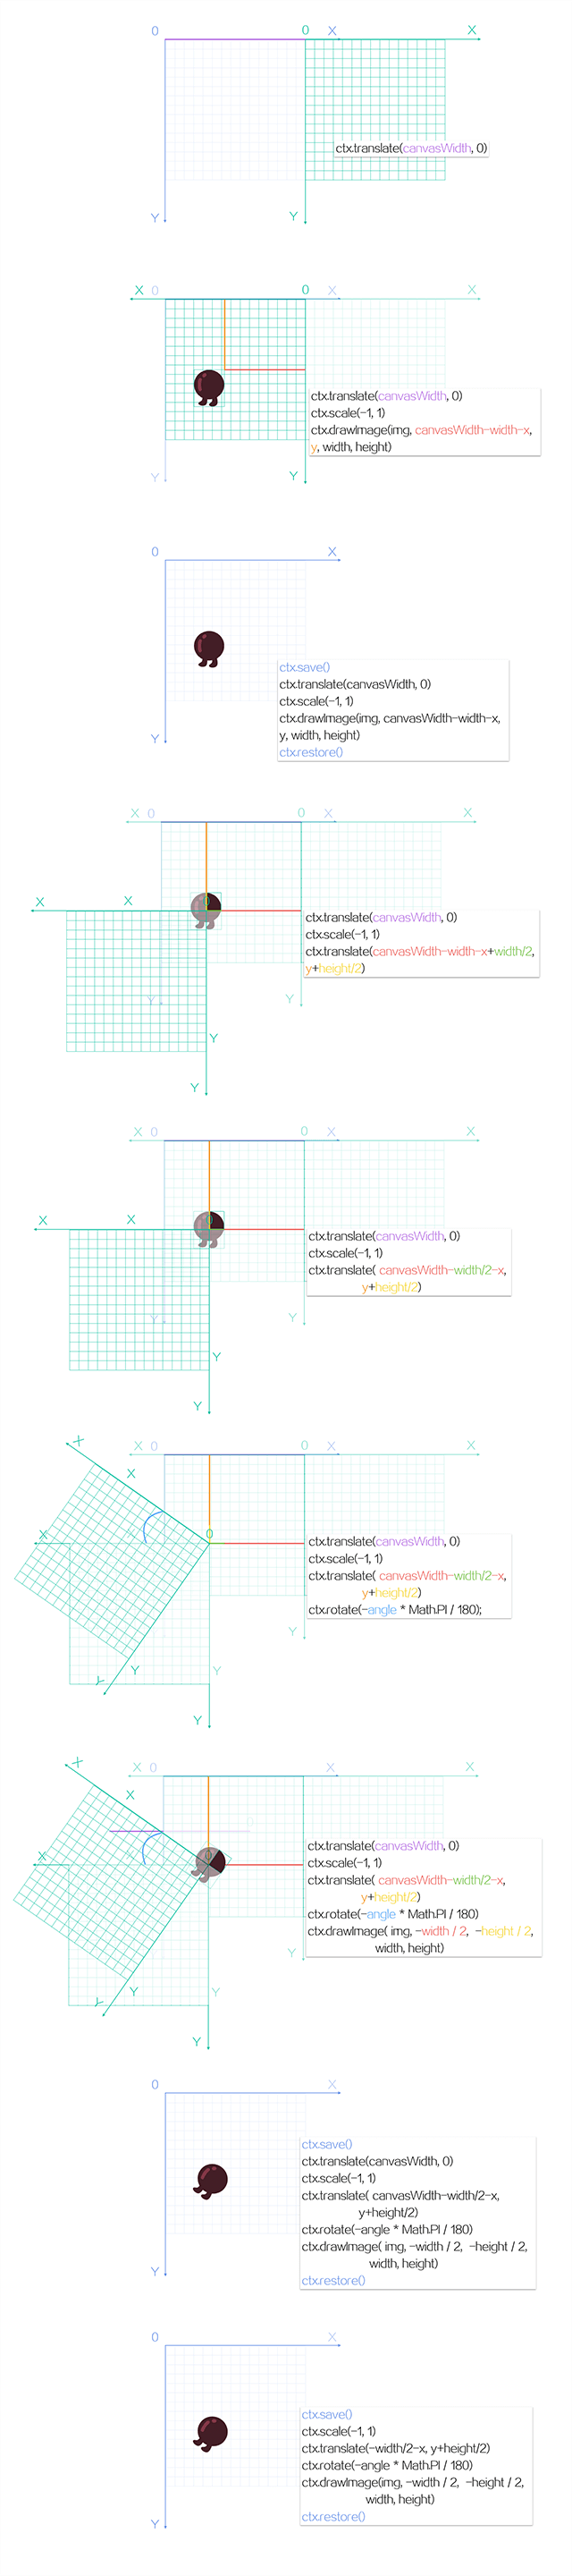 0 0 X X
ctx.translate(canvasWidth, 0)
Y Y
X 0 0 X X
ctx.translate(canvasWidth, 0)
ctx.scale(-1, 1)
ctx.drawImage(img, canvasWidth-width-x,
y, width, height)
Y Y
0 X
ctx.save()
ctx.translate(canvasWidth, 0)
ctx.scale(-1, 1)
ctx.drawImage(img, canvasWidth-width-x,
y, width, height)
ctx.restore()
Y
X 0 0 X X
X X
ctx.translate(canvasWidth, 0)
ctx.scale(-1, 1)
ctx.translate(canvasWidth-width-x+width/2,
y+height/2)
Y Y
Y
Y
X 0 0 X X
X X 0
ctx.translate(canvasWidth, 0)
ctx.scale(-1, 1)
ctx.translate( canvasWidth-width/2-x,
y+height/2)
Y Y
Y
Y
X X 0 0 X X
X
X X 0
ctx.translate(canvasWidth, 0)
ctx.scale(-1, 1)
ctx.translate( canvasWidth-width/2-x,
y+height/2)
ctx.rotate(-angle * Math.PI / 180);
Y
Y Y Y
Y
X X 0 X X
X
X X
ctx.translate(canvasWidth, 0)
ctx.scale(-1, 1)
ctx.translate( canvasWidth-width/2-x,
y+height/2)
ctx.rotate(-angle * Math.PI / 180)
ctx.drawImage( img, -width / 2, -height / 2,
width, height)
Y
Y Y Y
Y
0 X
ctx.save()
ctx.translate(canvasWidth, 0)
ctx.scale(-1, 1)
ctx.translate( canvasWidth-width/2-x,
y+height/2)
ctx.rotate(-angle * Math.PI / 180)
ctx.drawImage( img, -width / 2, -height / 2,
width, height)
ctx.restore()
Y
0 X
ctx.save()
ctx.scale(-1, 1)
ctx.translate(-width/2-x, y+height/2)
ctx.rotate(-angle * Math.PI / 180)
ctx.drawImage(img, -width / 2, -height / 2,
width, height)
ctx.restore()
Y